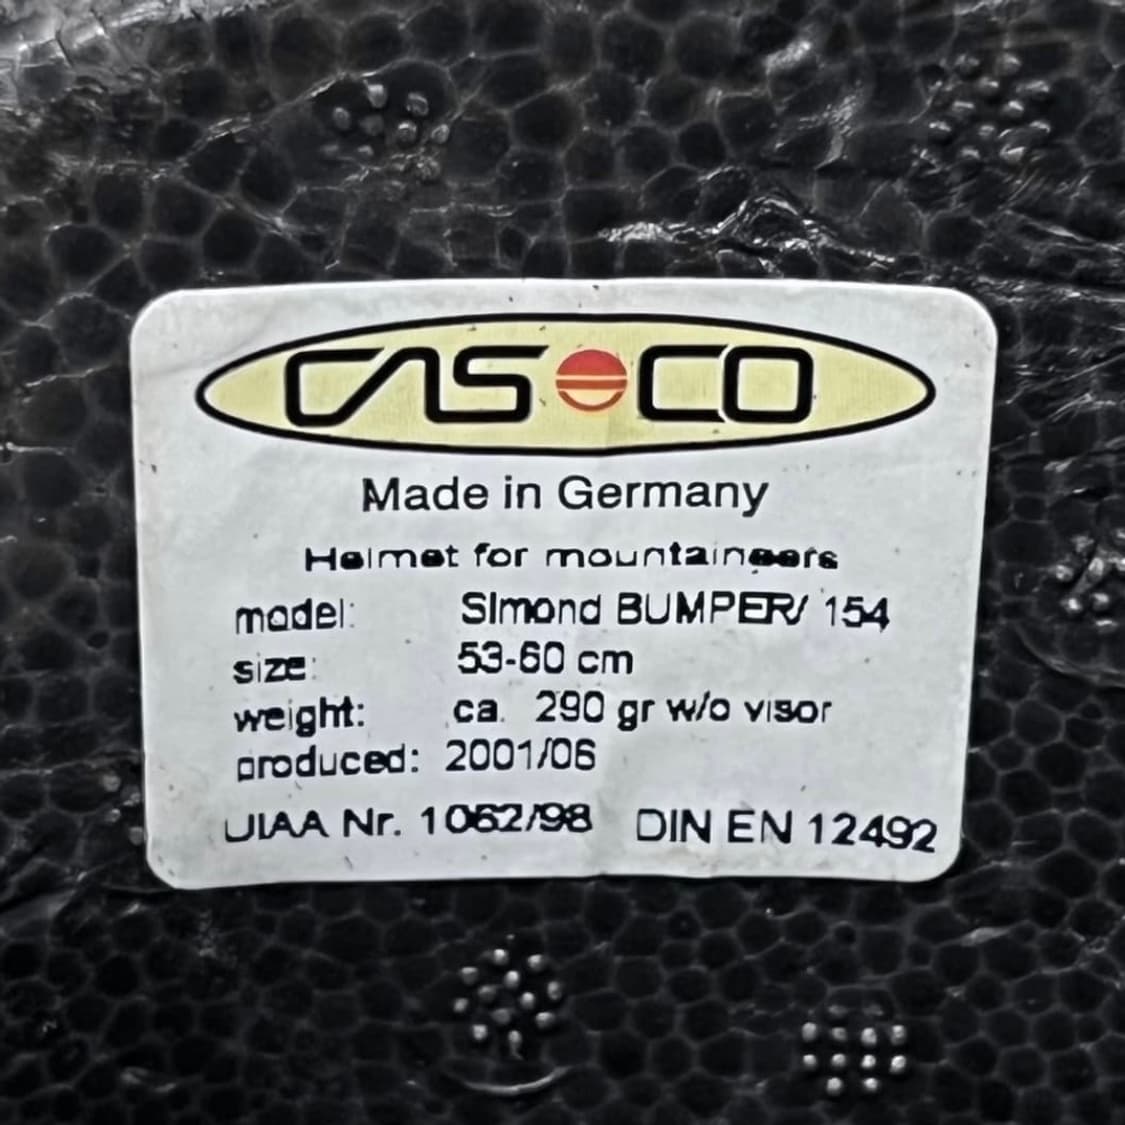 CASCO
Made in Germany
Helmet for mountaineers
model: Simond BUMPER/ 154
size: 53-60 cm
weight: ca. 290 gr w/o visor
produced: 2001/06
UIAA Nr. 1062/98 DIN EN 12492